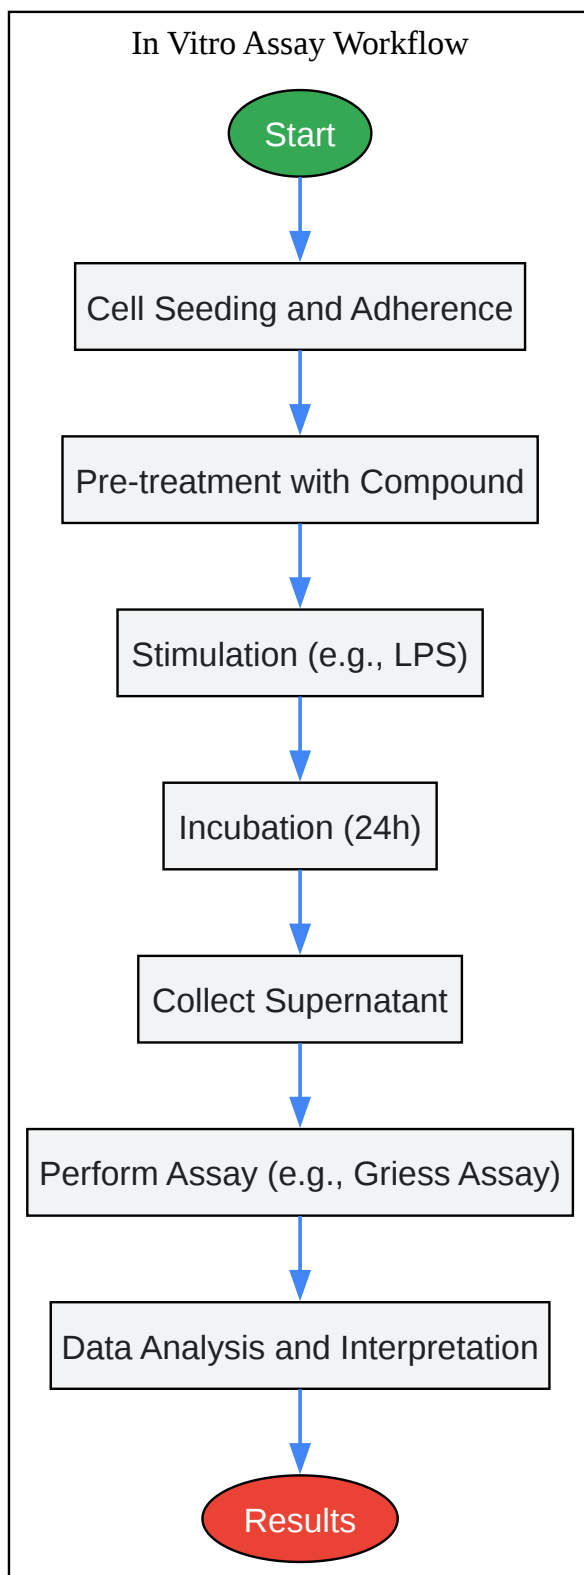 In Vitro Assay Workflow
Start
Cell Seeding and Adherence
Pre-treatment with Compound
Stimulation (e.g., LPS)
Incubation (24h)
Collect Supernatant
Perform Assay (e.g., Griess Assay)
Data Analysis and Interpretation
Results